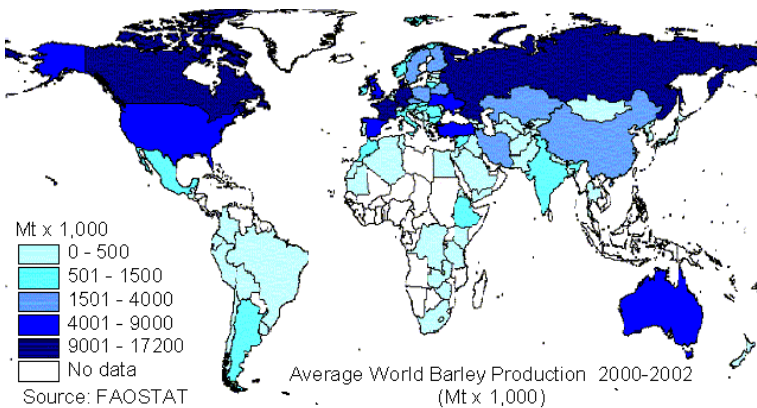 Mt x 1,000
0 - 500
501 - 1500
1501 - 4000
4001 - 9000
9001 - 17200
No data
Source: FAOSTAT
Average World Barley Production 2000-2002
(Mt x 1,000)